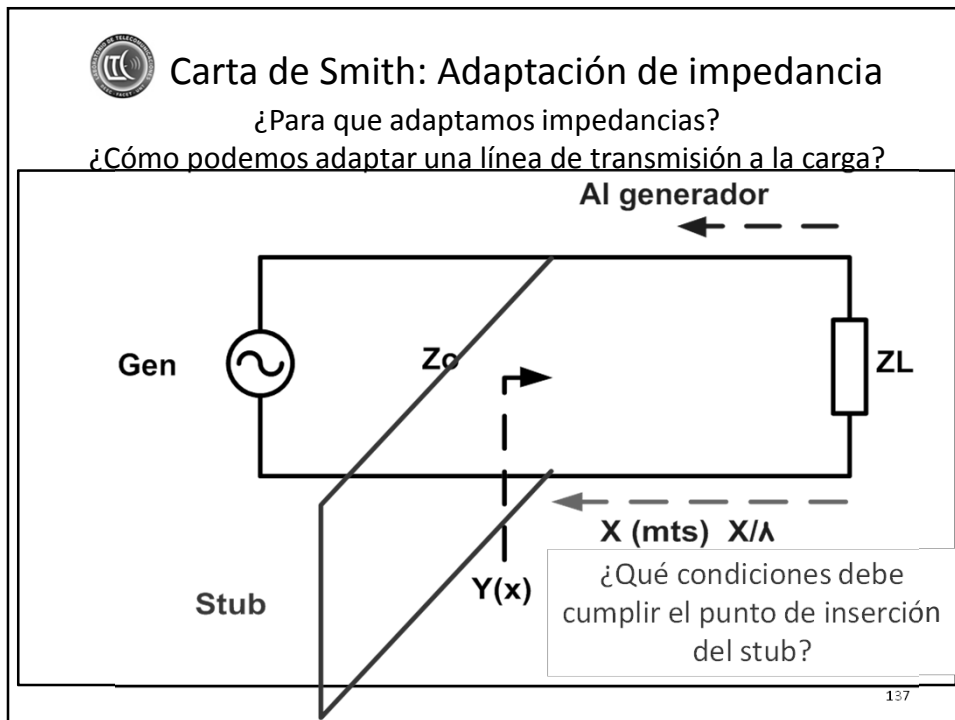 Carta de Smith: Adaptación de impedancia
¿Para que adaptamos impedancias?
¿Cómo podemos adaptar una línea de transmisión a la carga?
Al generador
Gen
Zo
ZL
X (mts) X/λ
Y(x)
Stub
¿Qué condiciones debe
cumplir el punto de inserción
del stub?
137